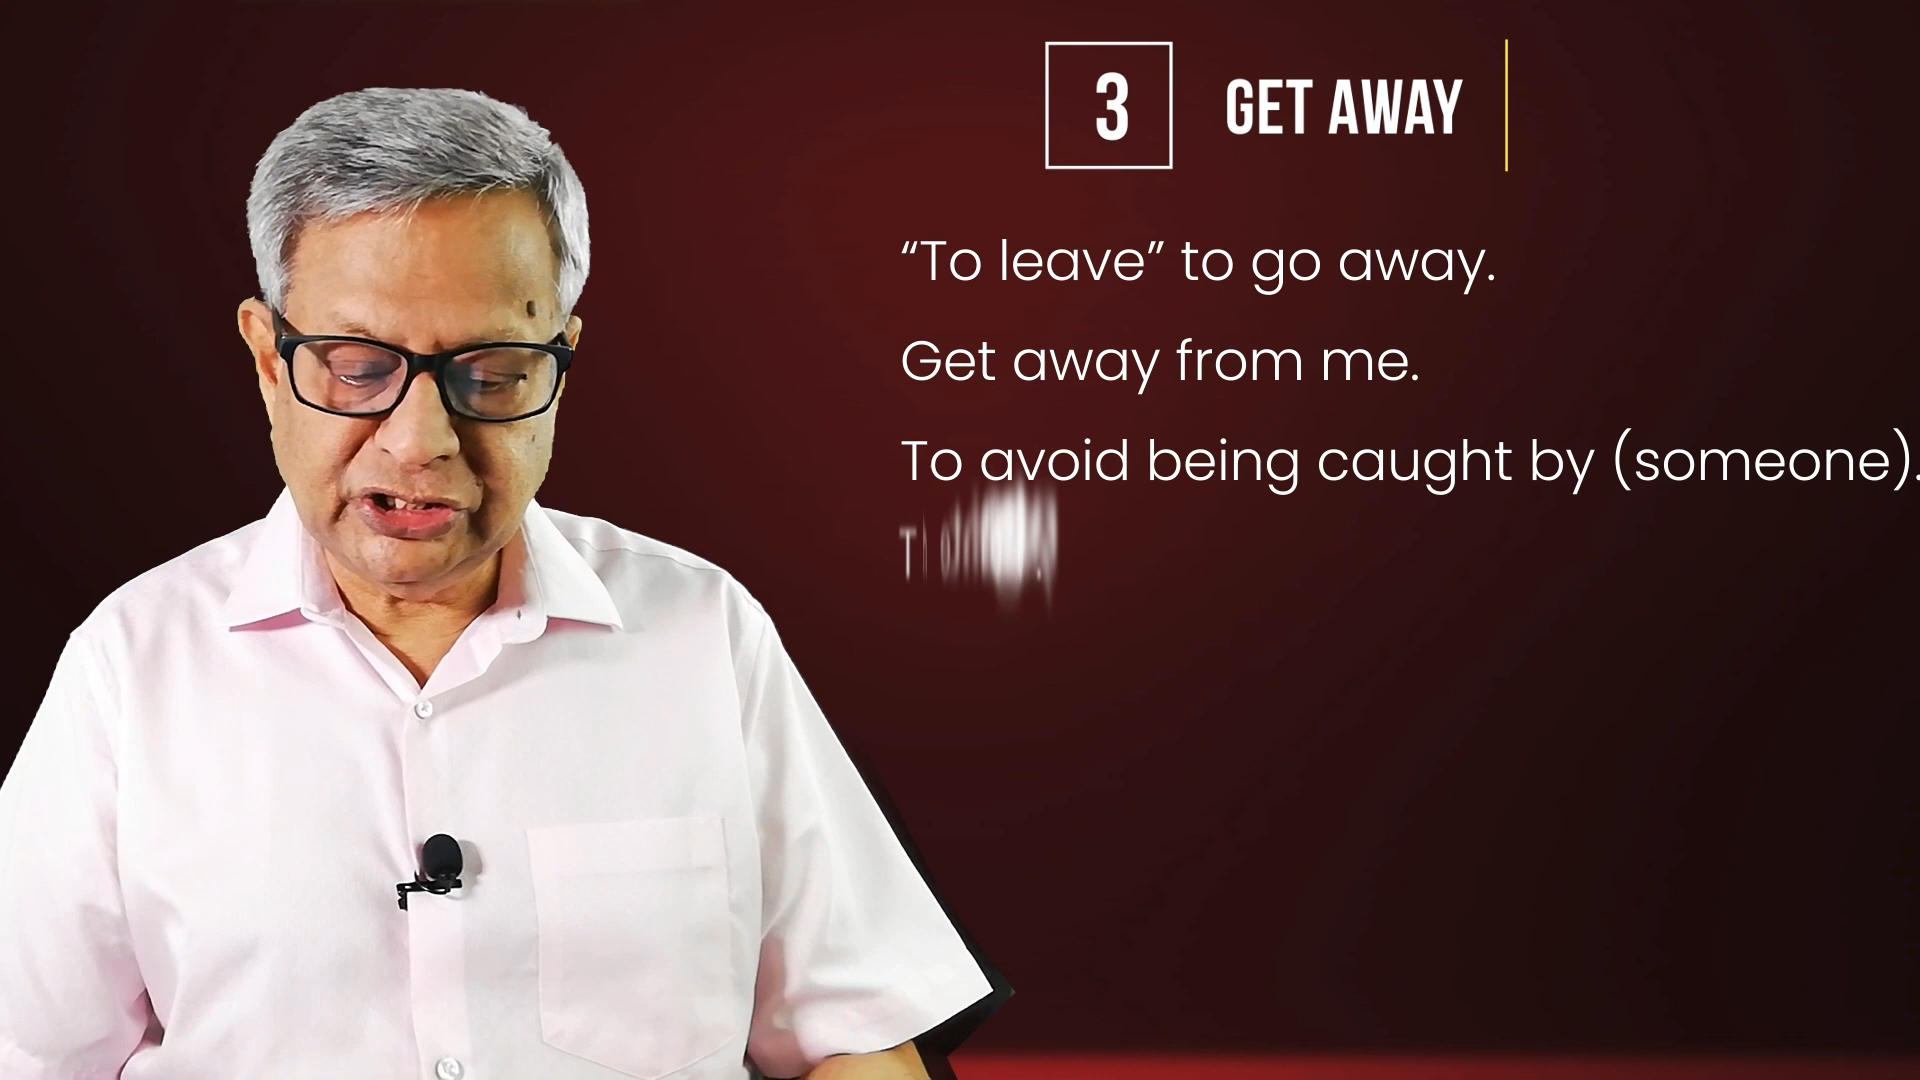 3 GET AWAY
“To leave” to go away.
Get away from me.
To avoid being caught by (someone).